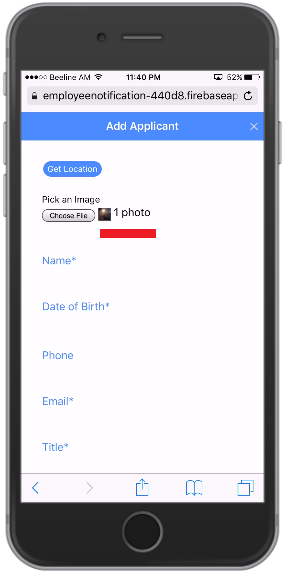 Beeline AM 11:40 PM 52%
employeenotification-440d8.firebaseap
Add Applicant
Get Location
Pick an Image
Choose File 1 photo
Name*
Date of Birth*
Phone
Email*
Title*